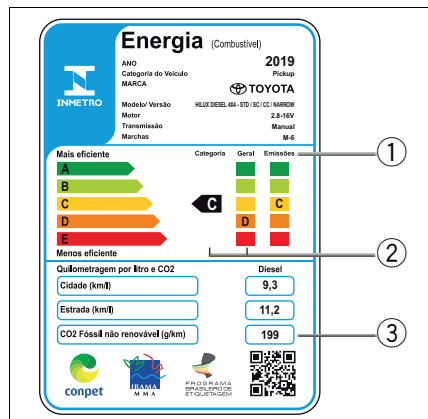 Energia (Combustível)
ANO 2019
Categoria do Veículo Pickup
MARCA TOYOTA
INMETRO
Modelo/ Versão HILUX DIESEL 4X4 - STD / SC / CC / NARROW
Motor 2.8-16V
Transmissão Manual
Marchas M-6
Mais eficiente Categoria Geral Emissões
1
A
B
C C C
D D
E
2
Menos eficiente
Quilometragem por litro e CO2 Diesel
Cidade (km/l) 9,3
Estrada (km/l) 11,2
CO2 Fóssil não renovável (g/km) 199
3
conpet
IBAMA
M M A
PROGRAMA
BRASILEIRO DE
ETIQUETAGEM